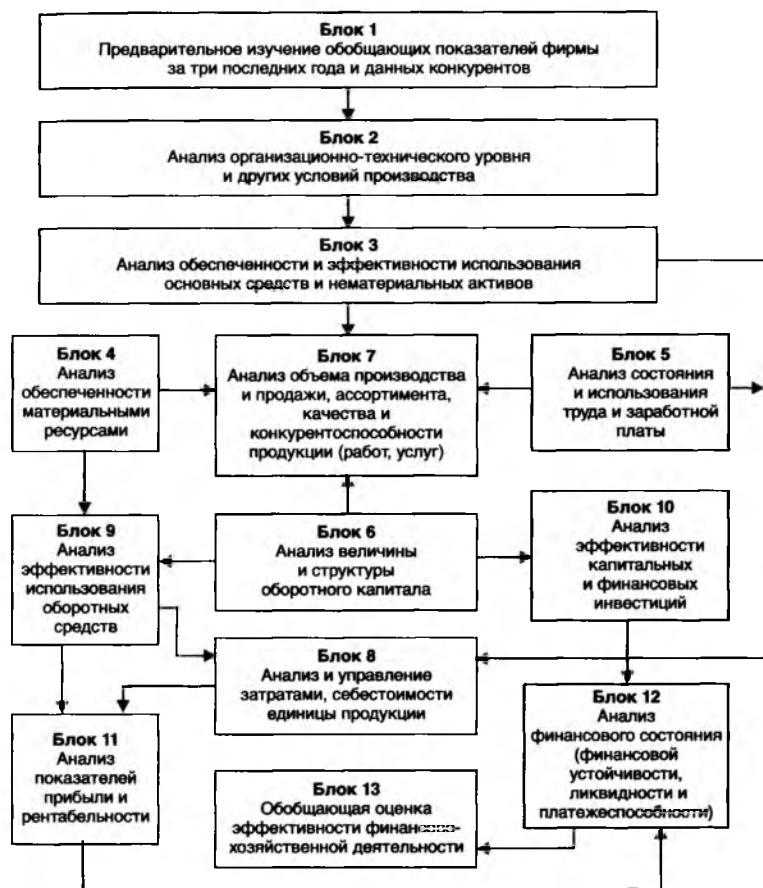 Блок 1
Предварительное изучение обобщающих показателей фирмы
за три последних года и данных конкурентов
Блок 2
Анализ организационно-технического уровня
и других условий производства
Блок 3
Анализ обеспеченности и эффективности использования
основных средств и нематериальных активов
Блок 4
Анализ
обеспеченности
материальными
ресурсами
Блок 7
Анализ объема производства
и продажи, ассортимента,
качества и
конкурентоспособности
продукции (работ, услуг)
Блок 5
Анализ состояния
и использования
труда и заработной
платы
Блок 9
Анализ
эффективности
использования
оборотных
средств
Блок 6
Анализ величины
и структуры
оборотного капитала
Блок 10
Анализ
эффективности
капитальных
и финансовых
инвестиций
Блок 8
Анализ и управление
затратами, себестоимости
единицы продукции
Блок 11
Анализ
показателей
прибыли и
рентабельности
Блок 12
Анализ
финансового состояния
(финансовой
устойчивости,
ликвидности и
платежеспособности)
Блок 13
Обобщающая оценка
эффективности финансово-
хозяйственной деятельности